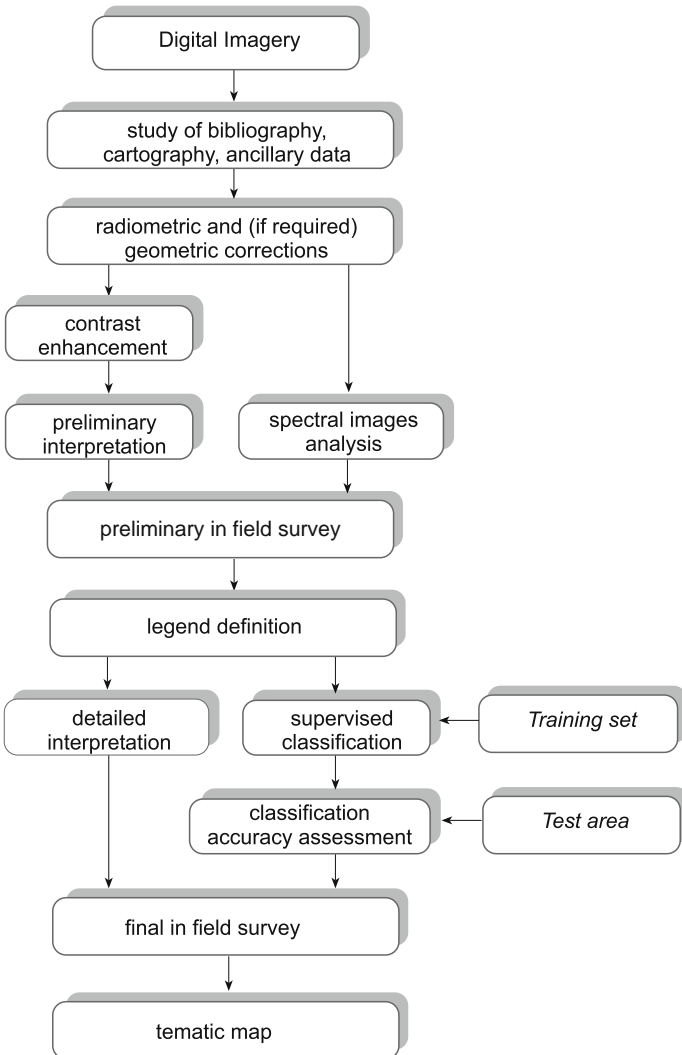 Digital Imagery
study of bibliography,
cartography, ancillary data
radiometric and (if required)
geometric corrections
contrast
enhancement
preliminary
interpretation
spectral images
analysis
preliminary in field survey
legend definition
detailed
interpretation
supervised
classification
Training set
classification
accuracy assessment
Test area
final in field survey
tematic map